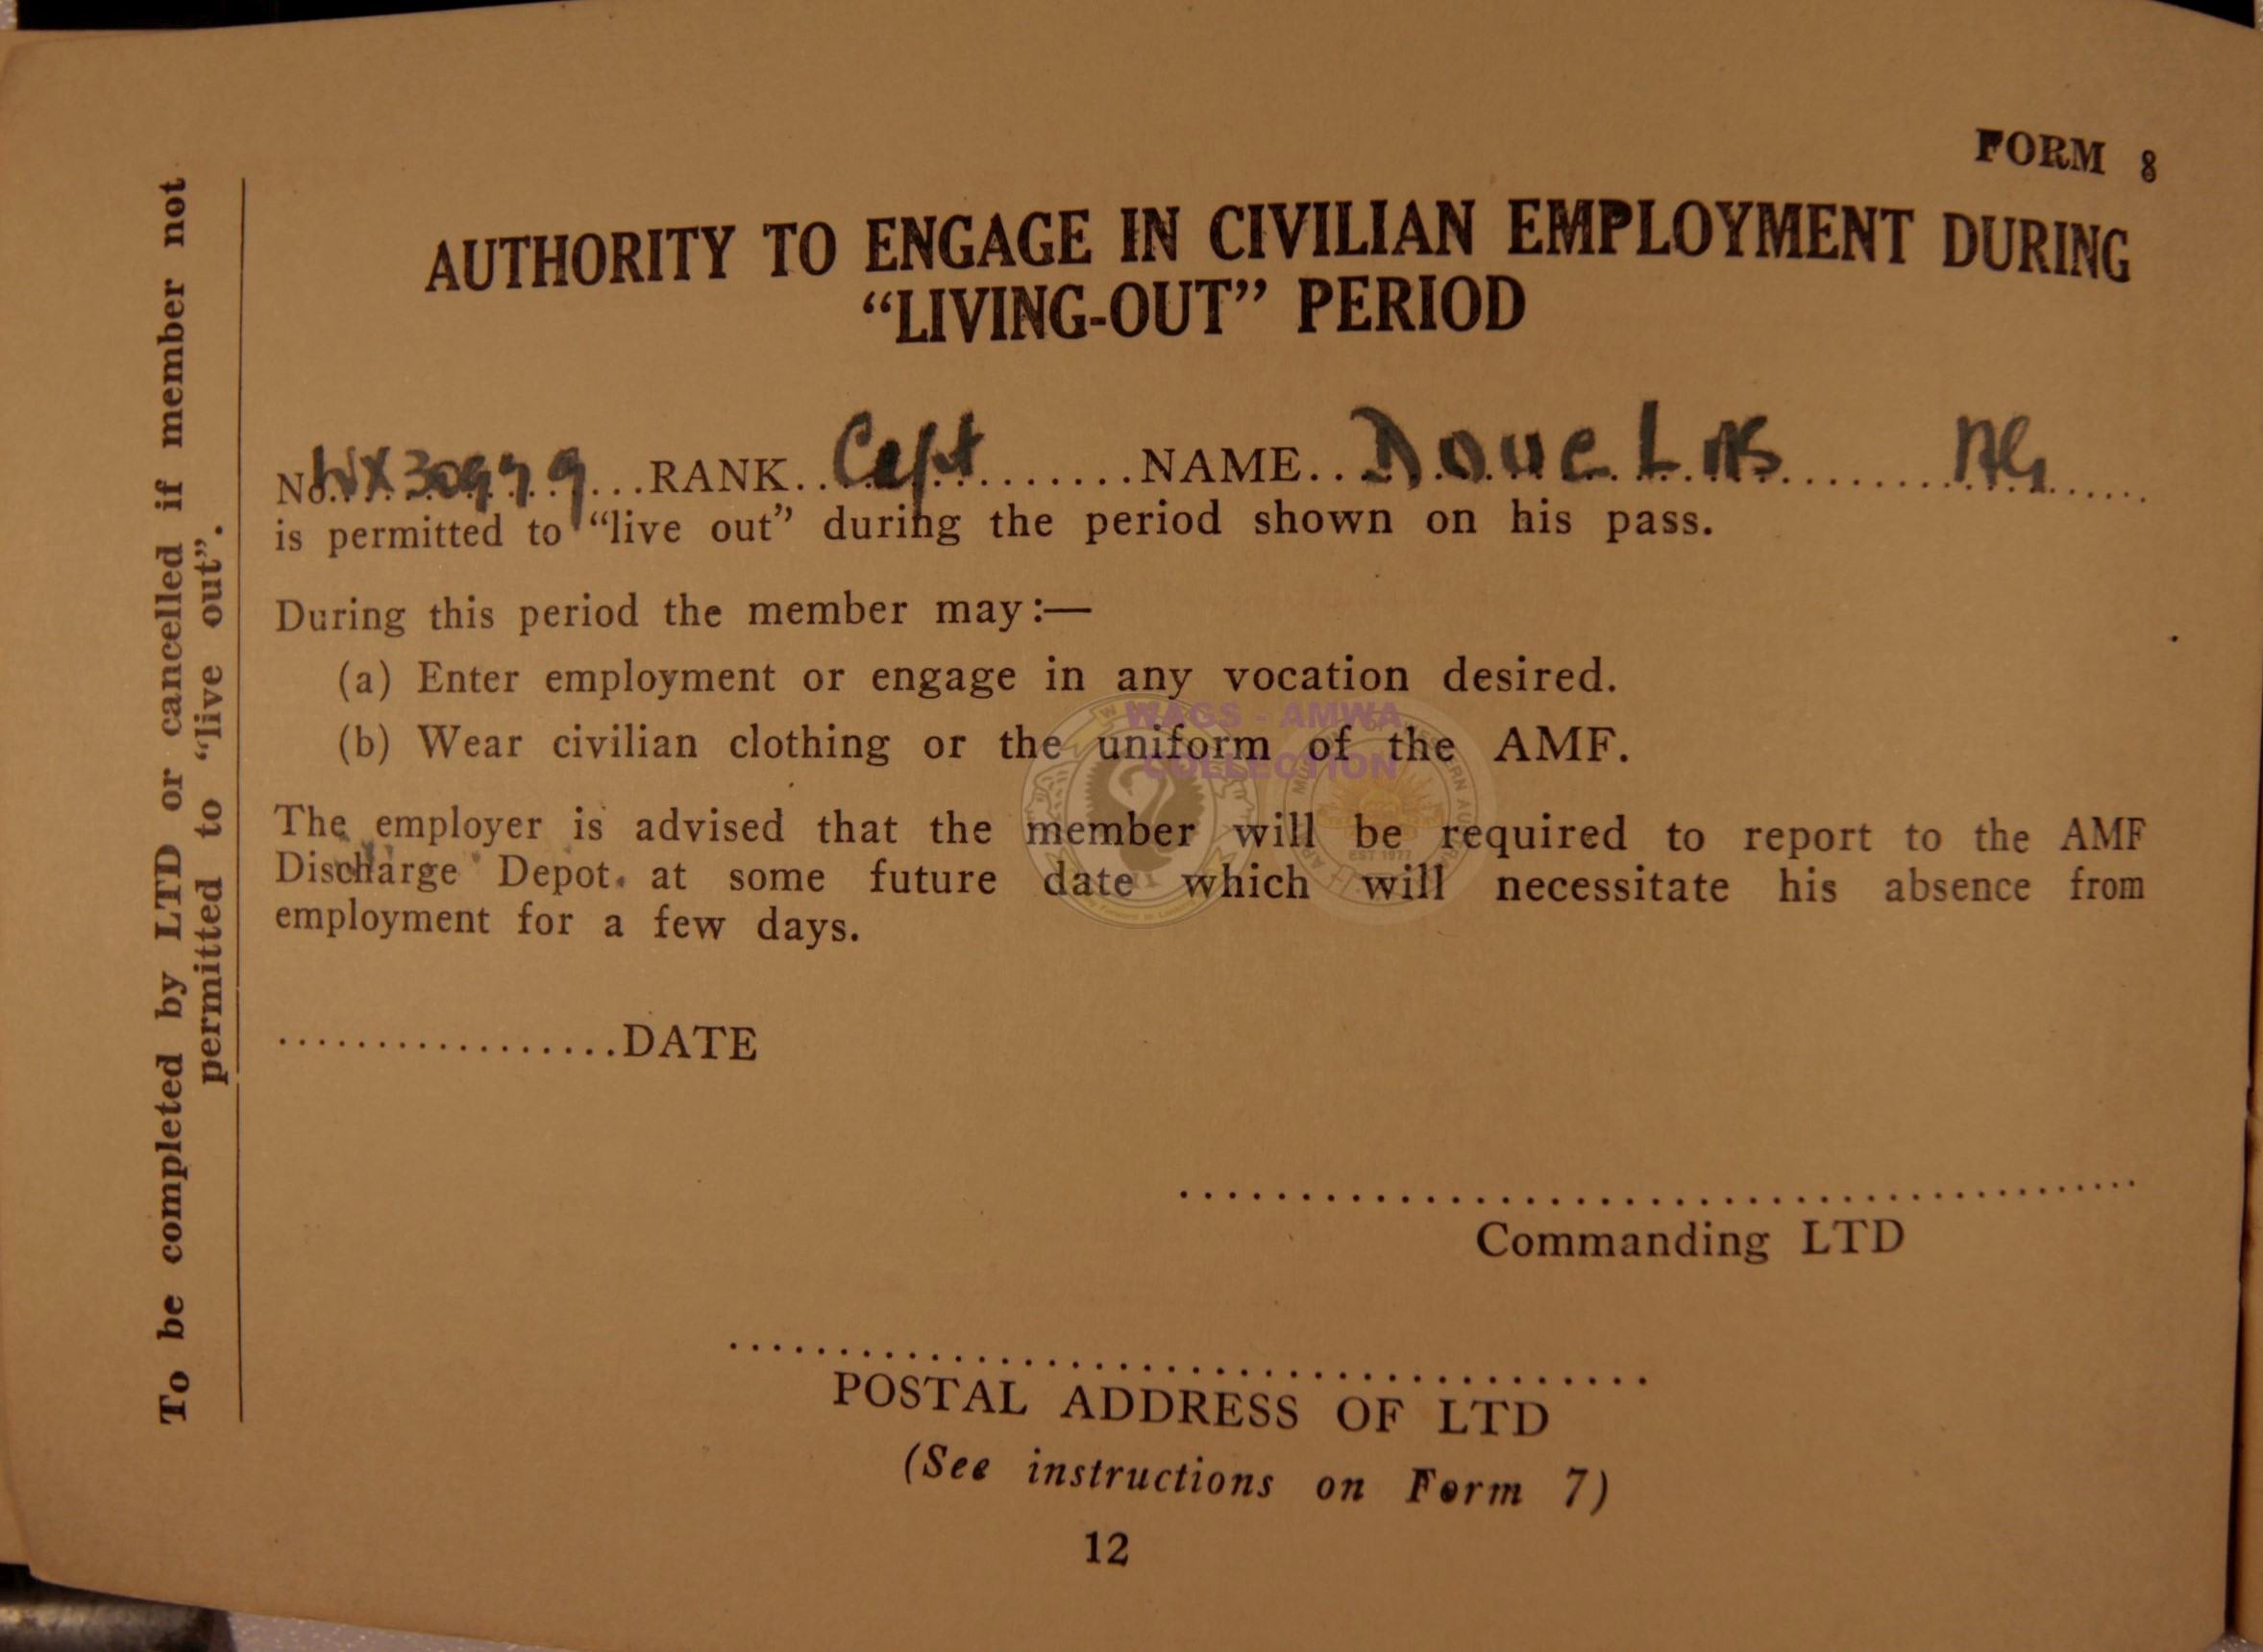 FORM 8
AUTHORITY TO ENGAGE IN CIVILIAN EMPLOYMENT DURING
“LIVING-OUT” PERIOD
No. WX30979 RANK Capt NAME DOUGLAS AG
is permitted to “live out” during the period shown on his pass.
During this period the member may:—
(a) Enter employment or engage in any vocation desired.
(b) Wear civilian clothing or the uniform of the AMF.
The employer is advised that the member will be required to report to the AMF
Discharge Depot. at some future date which will necessitate his absence from
employment for a few days.
DATE
Commanding LTD
POSTAL ADDRESS OF LTD
(See instructions on Form 7)
12
To be completed by LTD or cancelled if member not
permitted to “live out”.
WAGS - AMWA
COLLECTION
EST 1977